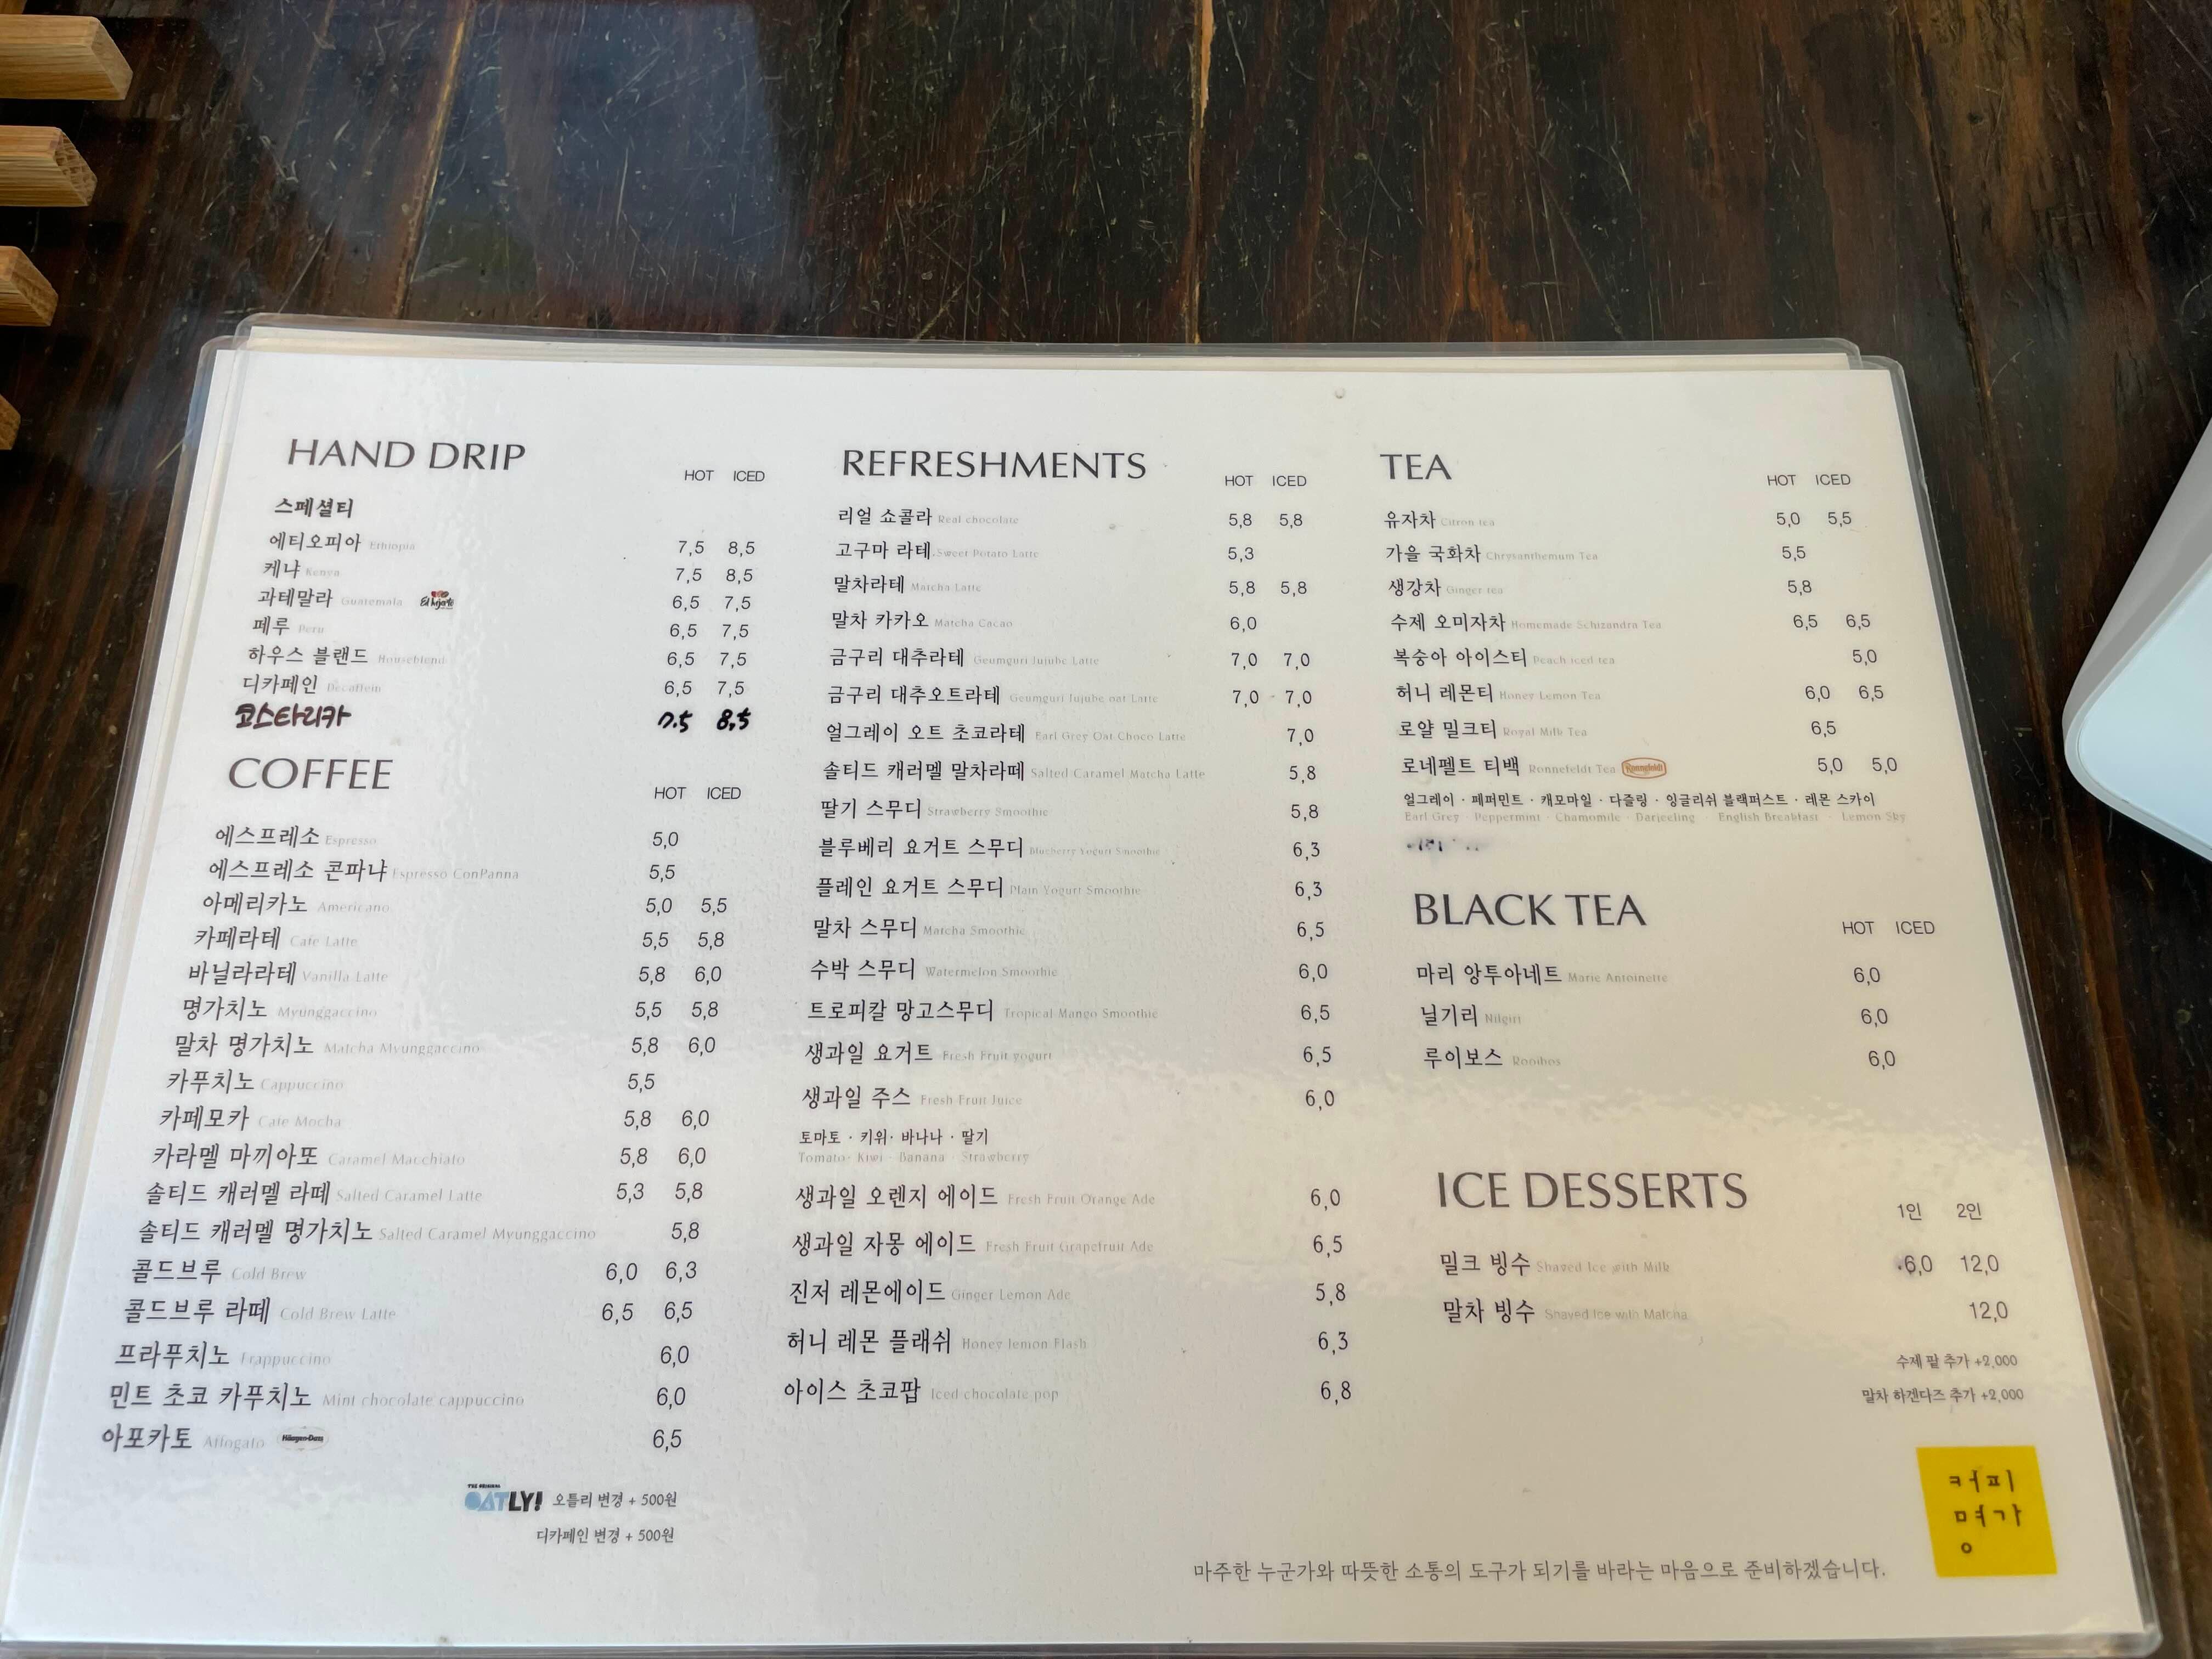 HAND DRIP
HOT ICED
스페셜티
에티오피아 Ethiopia 7,5 8,5
케냐 Kenya 7,5 8,5
과테말라 Guatemala El Injerto 6,5 7,5
페루 Peru 6,5 7,5
하우스 블랜드 Houseblend 6,5 7,5
디카페인 Decaffein 6,5 7,5
코스타리카 7.5 8,5
COFFEE
HOT ICED
에스프레소 Espresso 5,0
에스프레소 콘파냐 Espresso ConPanna 5,5
아메리카노 Americano 5,0 5,5
카페라테 Cafe Latte 5,5 5,8
바닐라라테 Vanilla Latte 5,8 6,0
명가치노 Myunggaccino 5,5 5,8
말차 명가치노 Matcha Myunggaccino 5,8 6,0
카푸치노 Cappuccino 5,5
카페모카 Cafe Mocha 5,8 6,0
카라멜 마끼아또 Caramel Macchiato 5,8 6,0
솔티드 캐러멜 라떼 Salted Caramel Latte 5,3 5,8
솔티드 캐러멜 명가치노 Salted Caramel Myunggaccino 5,8
콜드브루 Cold Brew 6,0 6,3
콜드브루 라떼 Cold Brew Latte 6,5 6,5
프라푸치노 Frappuccino 6,0
민트 초코 카푸치노 Mint chocolate cappuccino 6,0
아포카토 Affogato Häagen-Dazs 6,5
THE ORIGINAL
OATLY! 오틀리 변경 + 500원
디카페인 변경 + 500원
REFRESHMENTS
HOT ICED
리얼 쇼콜라 Real chocolate 5,8 5,8
고구마 라테 Sweet Potato Latte 5,3
말차라테 Matcha Latte 5,8 5,8
말차 카카오 Matcha Cacao 6,0
금구리 대추라테 Geumguri Jujube Latte 7,0 7,0
금구리 대추오트라테 Geumguri Jujube oat Latte 7,0 7,0
얼그레이 오트 초코라테 Earl Grey Oat Choco Latte 7,0
솔티드 캐러멜 말차라떼 Salted Caramel Matcha Latte 5,8
딸기 스무디 Strawberry Smoothie 5,8
블루베리 요거트 스무디 Blueberry Yogurt Smoothie 6,3
플레인 요거트 스무디 Plain Yogurt Smoothie 6,3
말차 스무디 Matcha Smoothie 6,5
수박 스무디 Watermelon Smoothie 6,0
트로피칼 망고스무디 Tropical Mango Smoothie 6,5
생과일 요거트 Fresh Fruit yogurt 6,5
생과일 주스 Fresh Fruit Juice 6,0
토마토 · 키위 · 바나나 · 딸기
Tomato · Kiwi · Banana · Strawberry
생과일 오렌지 에이드 Fresh Fruit Orange Ade 6,0
생과일 자몽 에이드 Fresh Fruit Grapefruit Ade 6,5
진저 레몬에이드 Ginger Lemon Ade 5,8
허니 레몬 플래쉬 Honey lemon Flash 6,3
아이스 초코팝 Iced chocolate pop 6,8
TEA
HOT ICED
유자차 Citron tea 5,0 5,5
가을 국화차 Chrysanthemum Tea 5,5
생강차 Ginger tea 5,8
수제 오미자차 Homemade Schizandra Tea 6,5 6,5
복숭아 아이스티 Peach iced tea 5,0
허니 레몬티 Honey Lemon Tea 6,0 6,5
로얄 밀크티 Royal Milk Tea 6,5
로네펠트 티백 Ronnefeldt Tea Ronnefeldt 5,0 5,0
얼그레이 · 페퍼민트 · 캐모마일 · 다즐링 · 잉글리쉬 블랙퍼스트 · 레몬 스카이
Earl Grey · Peppermint · Chamomile · Darjeeling · English Breakfast · Lemon Sky
BLACK TEA
HOT ICED
마리 앙투아네트 Marie Antoinette 6,0
닐기리 Nilgiri 6,0
루이보스 Rooibos 6,0
ICE DESSERTS
1인 2인
밀크 빙수 Shaved Ice with Milk 6,0 12,0
말차 빙수 Shaved Ice with Matcha 12,0
수제 팥 추가 +2,000
말차 하겐다즈 추가 +2,000
커피
명가
마주한 누군가와 따뜻한 소통의 도구가 되기를 바라는 마음으로 준비하겠습니다.